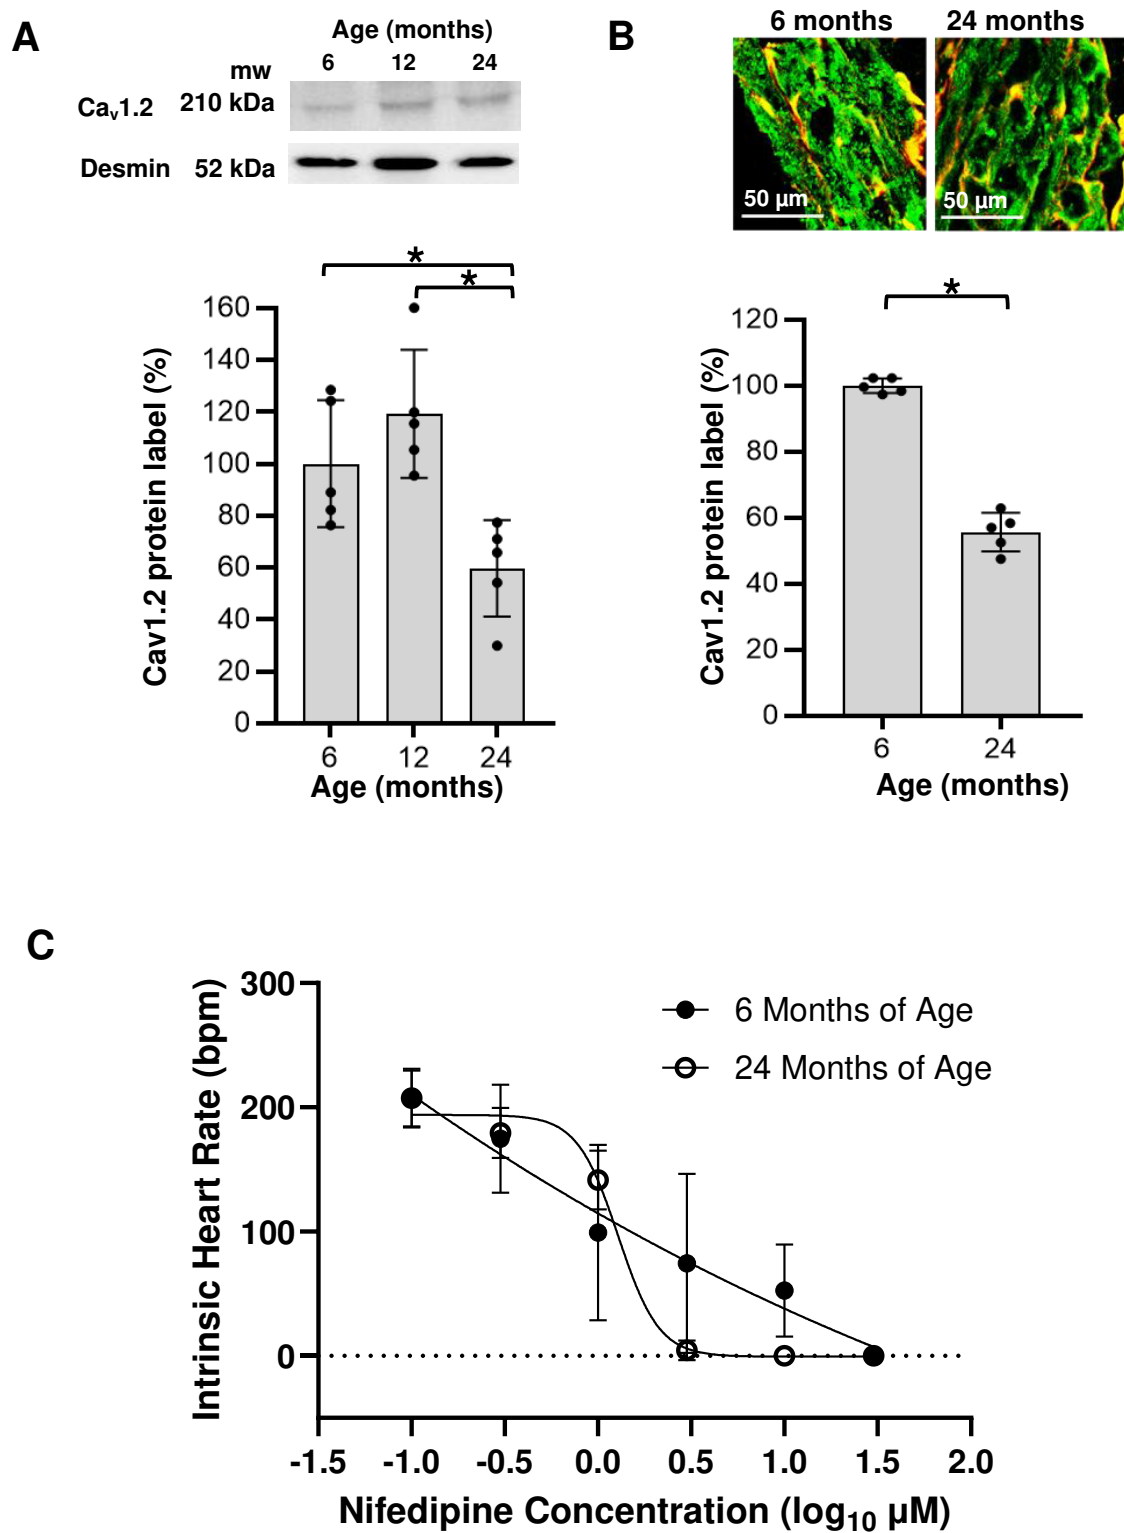 A
Age (months)
6 12 24
mw
Cav1.2 210 kDa
Desmin 52 kDa
*
*
160
140
120
100
80
60
40
20
0
Cav1.2 protein label (%)
6 12 24
Age (months)
B
6 months 24 months
50 µm 50 µm
*
120
100
80
60
40
20
0
Cav1.2 protein label (%)
6 24
Age (months)
C
300
200
100
0
Intrinsic Heart Rate (bpm)
6 Months of Age
24 Months of Age
-1.5 -1.0 -0.5 0.0 0.5 1.0 1.5 2.0
Nifedipine Concentration (log10 µM)